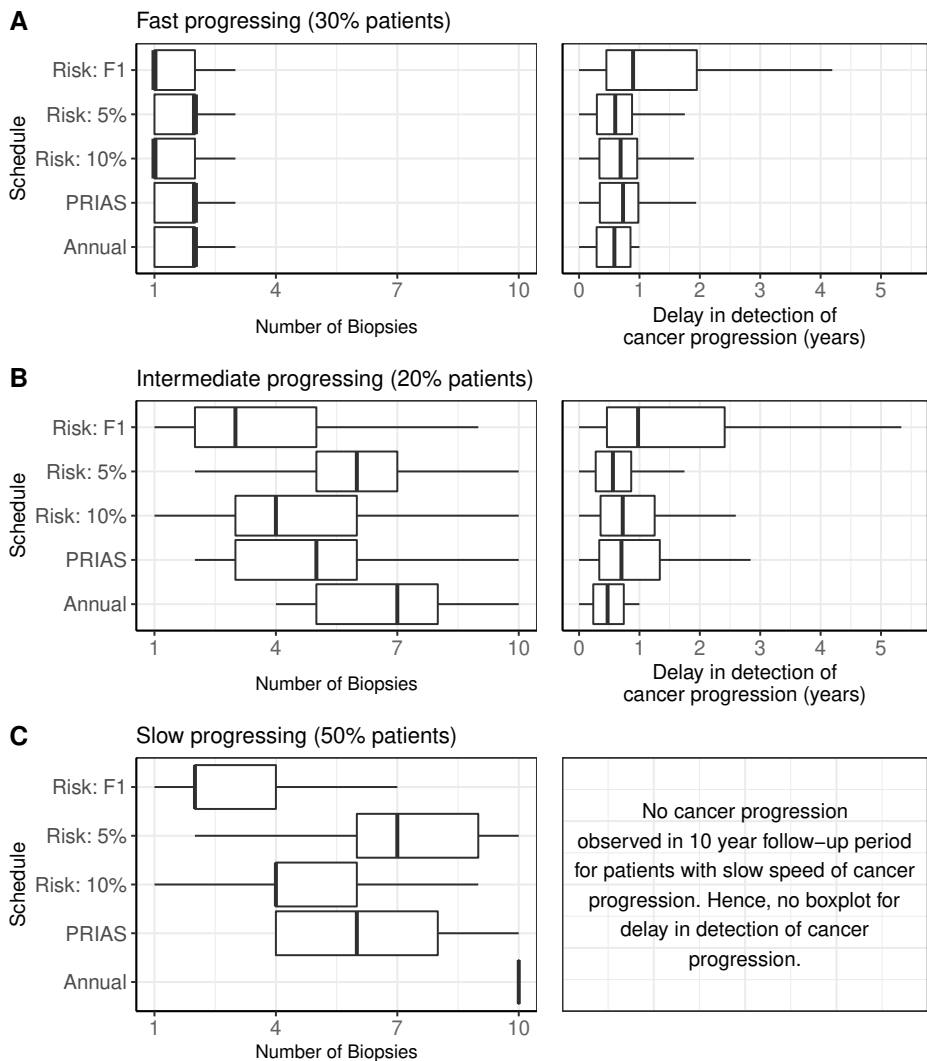 A
Fast progressing (30% patients)
Schedule
Risk: F1
Risk: 5%
Risk: 10%
PRIAS
Annual
1 4 7 10
Number of Biopsies
0 1 2 3 4 5
Delay in detection of
cancer progression (years)
B
Intermediate progressing (20% patients)
Schedule
Risk: F1
Risk: 5%
Risk: 10%
PRIAS
Annual
1 4 7 10
Number of Biopsies
0 1 2 3 4 5
Delay in detection of
cancer progression (years)
C
Slow progressing (50% patients)
Schedule
Risk: F1
Risk: 5%
Risk: 10%
PRIAS
Annual
1 4 7 10
Number of Biopsies
No cancer progression
observed in 10 year follow−up period
for patients with slow speed of cancer
progression. Hence, no boxplot for
delay in detection of cancer
progression.